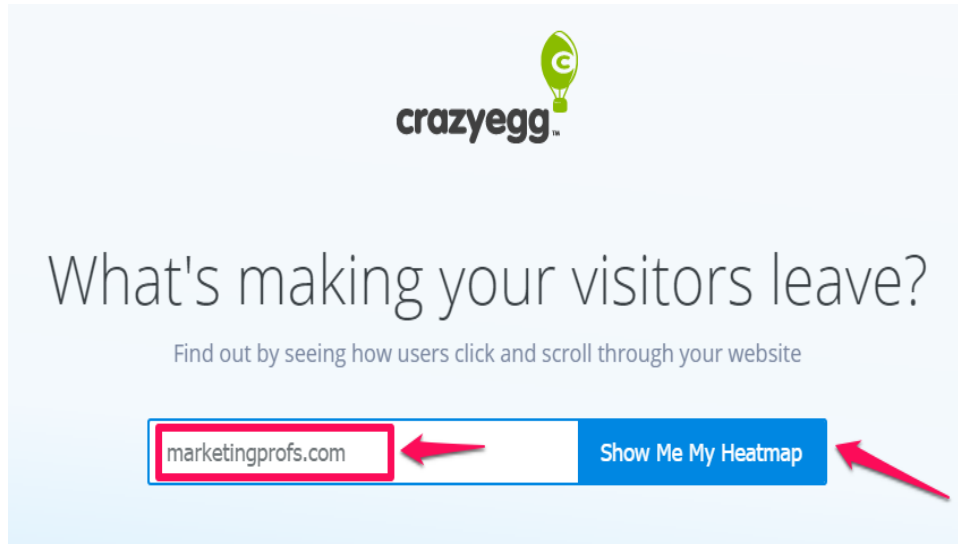 crazyegg™
What's making your visitors leave?
Find out by seeing how users click and scroll through your website
marketingprofs.com
Show Me My Heatmap